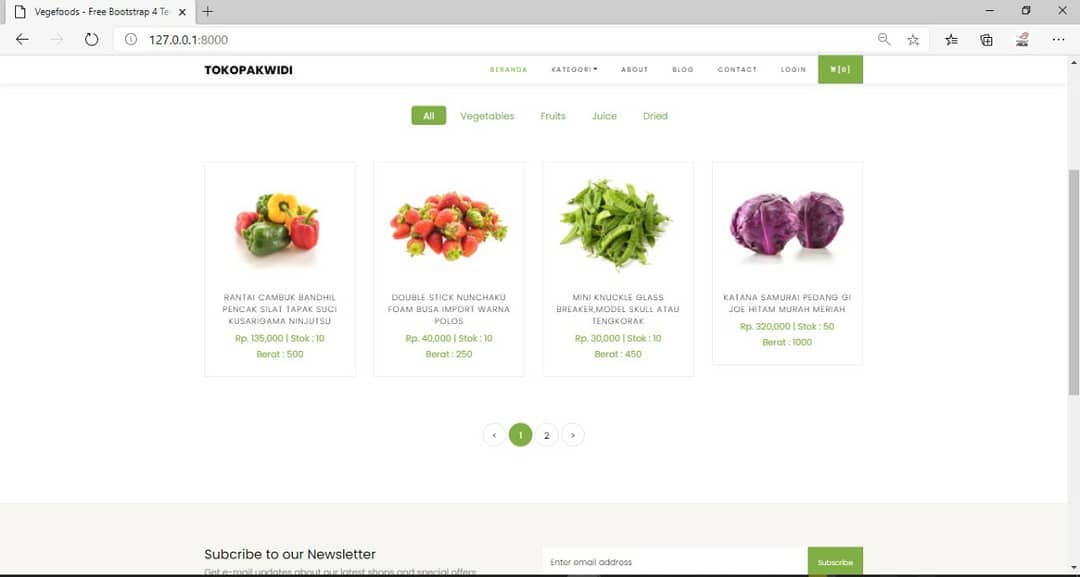 Vegefoods - Free Bootstrap 4 Te
127.0.0.1:8000
TOKOPAKWIDI
BERANDA KATEGORI ABOUT BLOG CONTACT LOGIN [0]
All Vegetables Fruits Juice Dried
RANTAI CAMBUK BANDHIL
PENCAK SILAT TAPAK SUCI
KUSARIGAMA NINJUTSU
Rp. 135,000 | Stok : 10
Berat : 500
DOUBLE STICK NUNCHAKU
FOAM BUSA IMPORT WARNA
POLOS
Rp. 40,000 | Stok : 10
Berat : 250
MINI KNUCKLE GLASS
BREAKER,MODEL SKULL ATAU
TENGKORAK
Rp. 30,000 | Stok : 10
Berat : 450
KATANA SAMURAI PEDANG GI
JOE HITAM MURAH MERIAH
Rp. 320,000 | Stok : 50
Berat : 1000
< 1 2 >
Subcribe to our Newsletter
Get e-mail updates about our latest shops and special offers
Enter email address
Subscribe